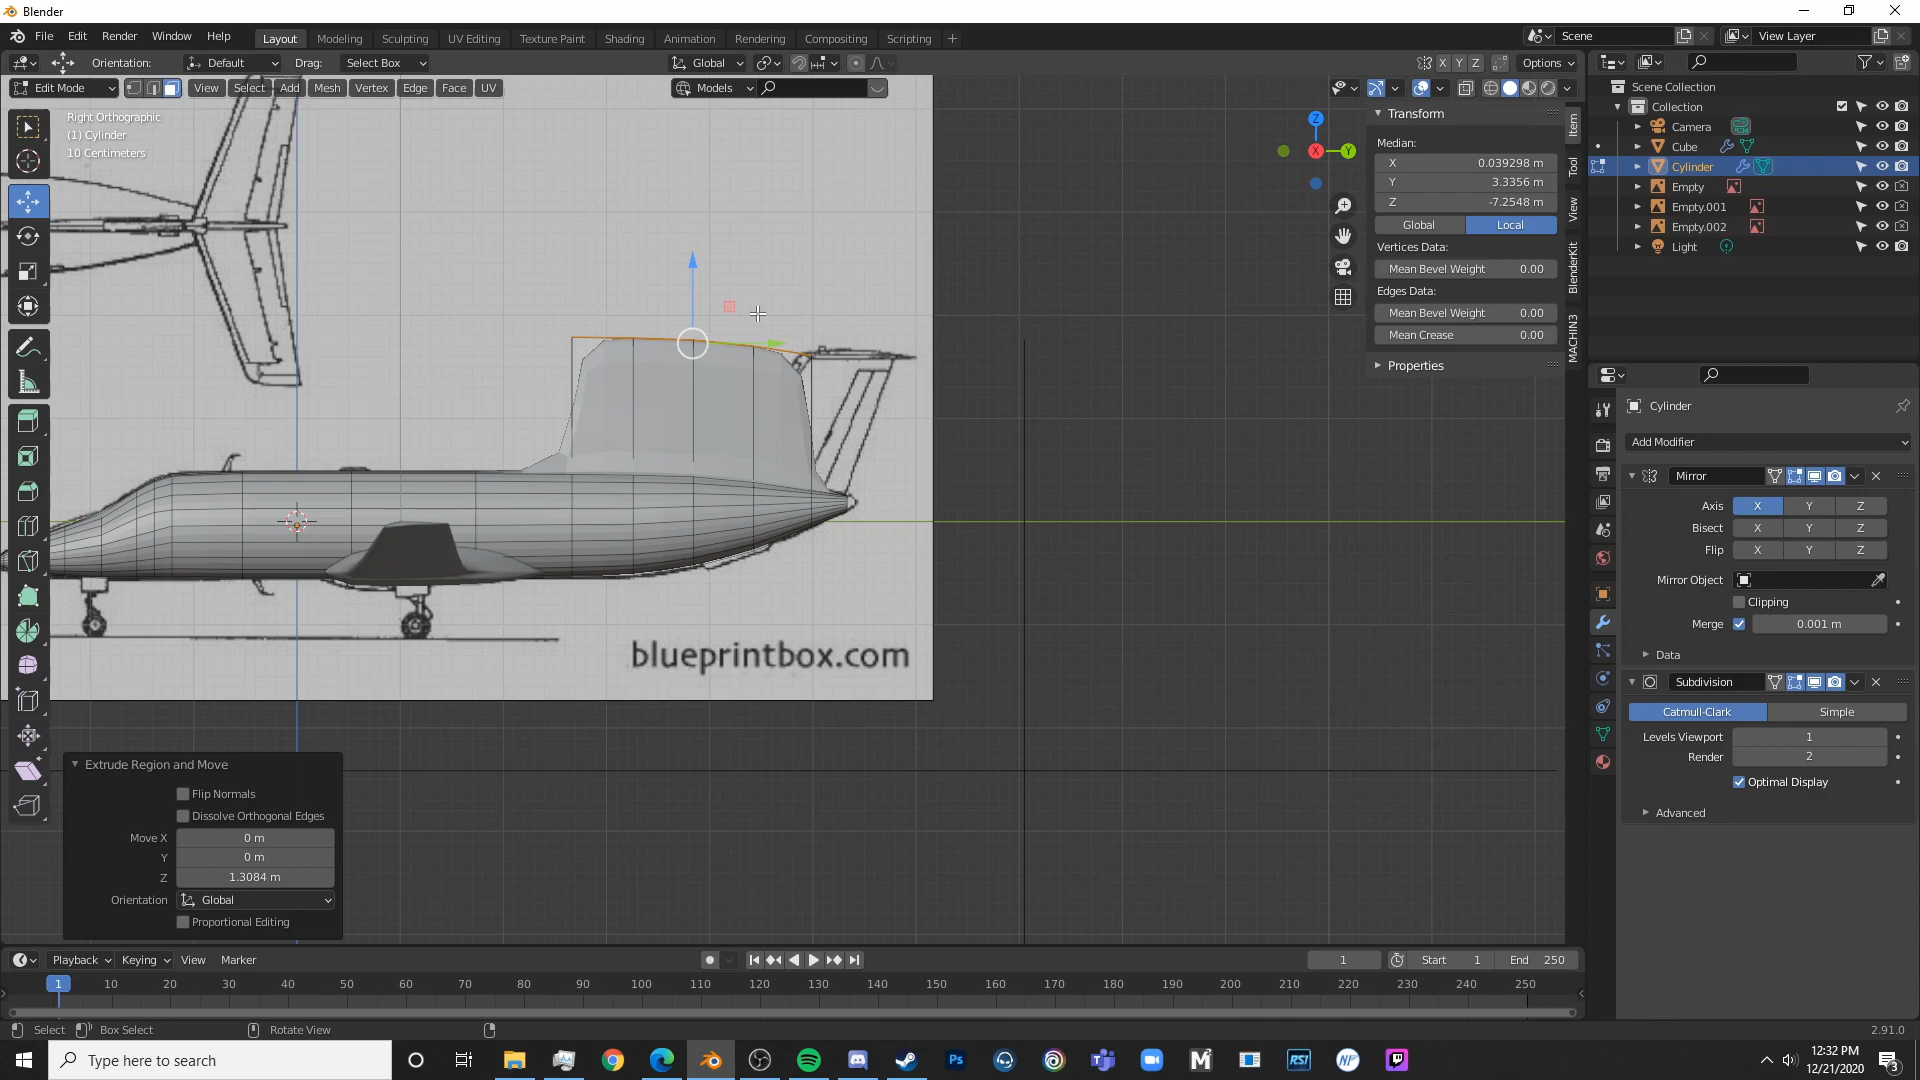 Blender
File Edit Render Window Help
Layout Modeling Sculpting UV Editing Texture Paint Shading Animation Rendering Compositing Scripting +
Scene
View Layer
Orientation: Default Drag: Select Box
Global
X Y Z Options
Edit Mode
View Select Add Mesh Vertex Edge Face UV
Models
Right Orthographic
(1) Cylinder
10 Centimeters
Z
X
Y
Transform
Median:
X 0.039298 m
Y 3.3356 m
Z -7.2548 m
Global Local
Vertices Data:
Mean Bevel Weight 0.00
Edges Data:
Mean Bevel Weight 0.00
Mean Crease 0.00
Properties
Item
Tool
View
BlenderKit
MACHIN3
Scene Collection
Collection
Camera
Cube
Cylinder
Empty
Empty.001
Empty.002
Light
Cylinder
Add Modifier
Mirror
Axis X Y Z
Bisect X Y Z
Flip X Y Z
Mirror Object
Clipping
Merge 0.001 m
Data
Subdivision
Catmull-Clark Simple
Levels Viewport 1
Render 2
Optimal Display
Advanced
blueprintbox.com
Extrude Region and Move
Flip Normals
Dissolve Orthogonal Edges
Move X 0 m
Y 0 m
Z 1.3084 m
Orientation Global
Proportional Editing
Playback Keying View Marker
1 Start 1 End 250
1 10 20 30 40 50 60 70 80 90 100 110 120 130 140 150 160 170 180 190 200 210 220 230 240 250
Select Box Select Rotate View
2.91.0
Type here to search
Ps
RSI
NP
12:32 PM
12/21/2020
3